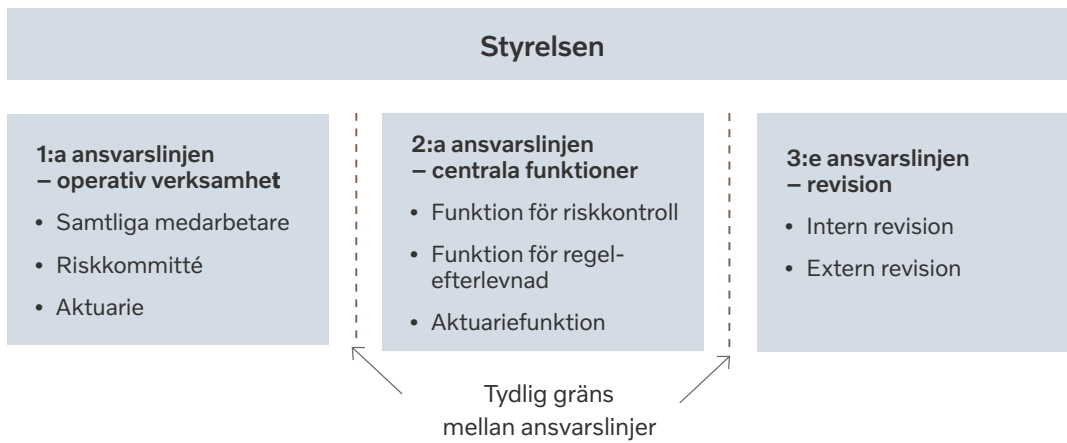 Styrelsen
1:a ansvarslinjen
– operativ verksamhet
• Samtliga medarbetare
• Riskkommitté
• Aktuarie
2:a ansvarslinjen
– centrala funktioner
• Funktion för riskkontroll
• Funktion för regel-
efterlevnad
• Aktuariefunktion
3:e ansvarslinjen
– revision
• Intern revision
• Extern revision
Tydlig gräns
mellan ansvarslinjer